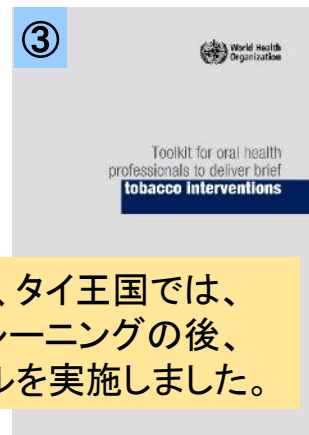 ③
World Health
Organization
Toolkit for oral health
professionals to deliver brief
tobacco interventions
、タイ王国では、
レーニングの後、
ルを実施しました。